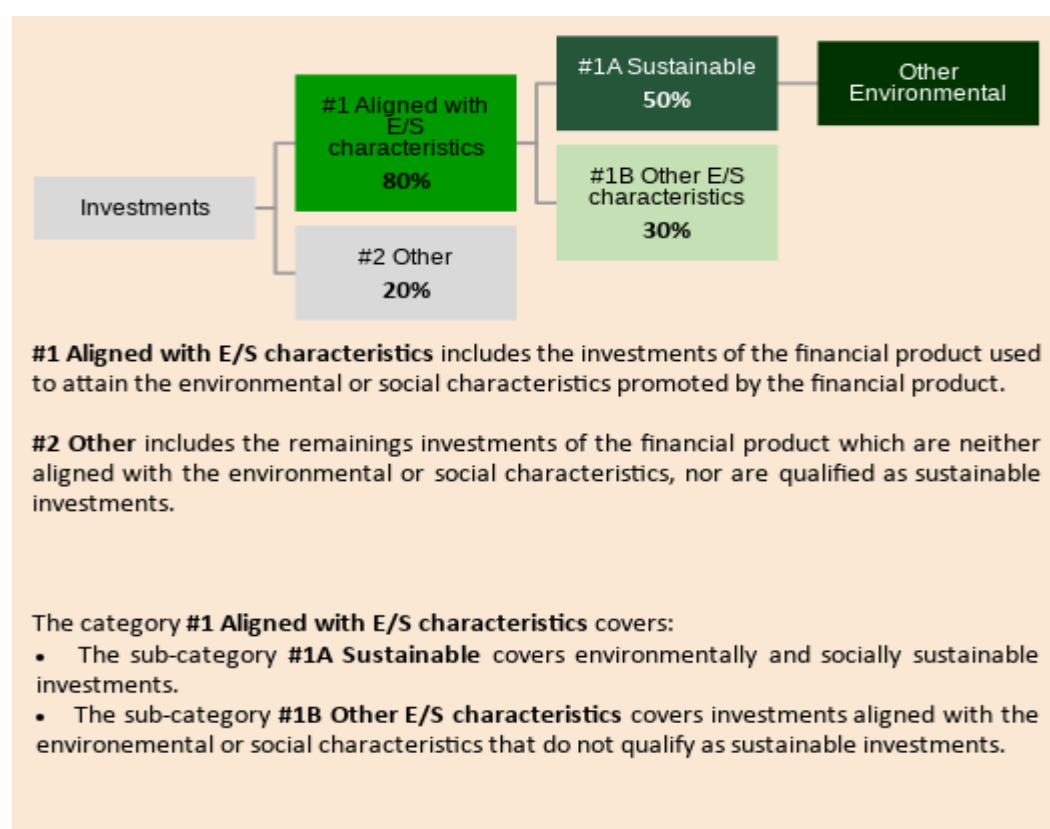 #1A Sustainable
50%
Other
Environmental
#1 Aligned with
E/S
characteristics
80%
#1B Other E/S
characteristics
30%
Investments
#2 Other
20%
#1 Aligned with E/S characteristics includes the investments of the financial product used
to attain the environmental or social characteristics promoted by the financial product.
#2 Other includes the remainings investments of the financial product which are neither
aligned with the environmental or social characteristics, nor are qualified as sustainable
investments.
The category #1 Aligned with E/S characteristics covers:
• The sub-category #1A Sustainable covers environmentally and socially sustainable
investments.
• The sub-category #1B Other E/S characteristics covers investments aligned with the
environemental or social characteristics that do not qualify as sustainable investments.